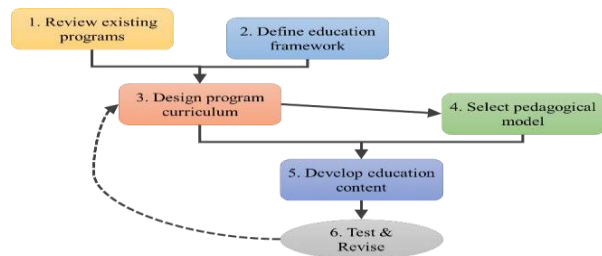 1. Review existing
programs
2. Define education
framework
3. Design program
curriculum
4. Select pedagogical
model
5. Develop education
content
6. Test &
Revise